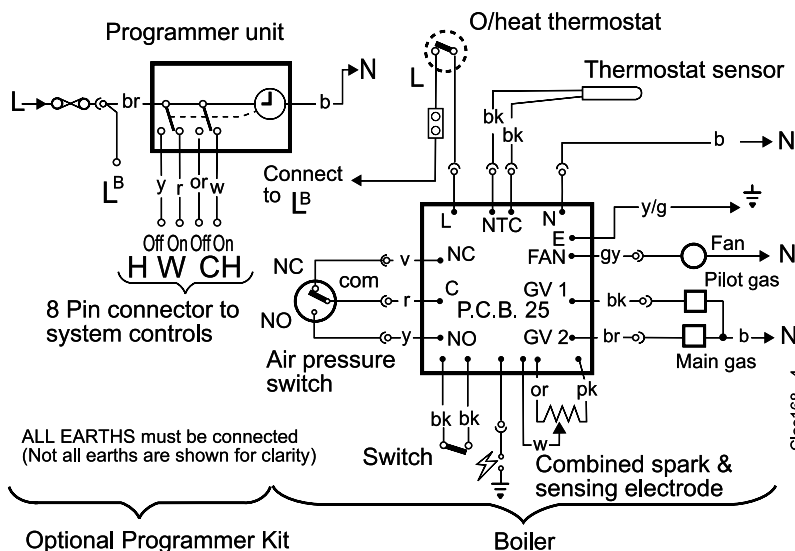 Programmer unit
O/heat thermostat
L
br
b
N
L
Thermostat sensor
bk
bk
L^B
y
r
or
w
Connect
to L^B
b
N
Off On Off On
H W CH
8 Pin connector to
system controls
L
NTC
N
E
y/g
NC
com
NO
Air pressure
switch
v
r
y
NC
C
NO
P.C.B. 25
FAN
GV 1
GV 2
gy
Fan
N
Pilot gas
bk
br
b
N
Main gas
bk
bk
Switch
or
pk
w
Combined spark &
sensing electrode
ALL EARTHS must be connected
(Not all earths are shown for clarity)
Optional Programmer Kit
Boiler